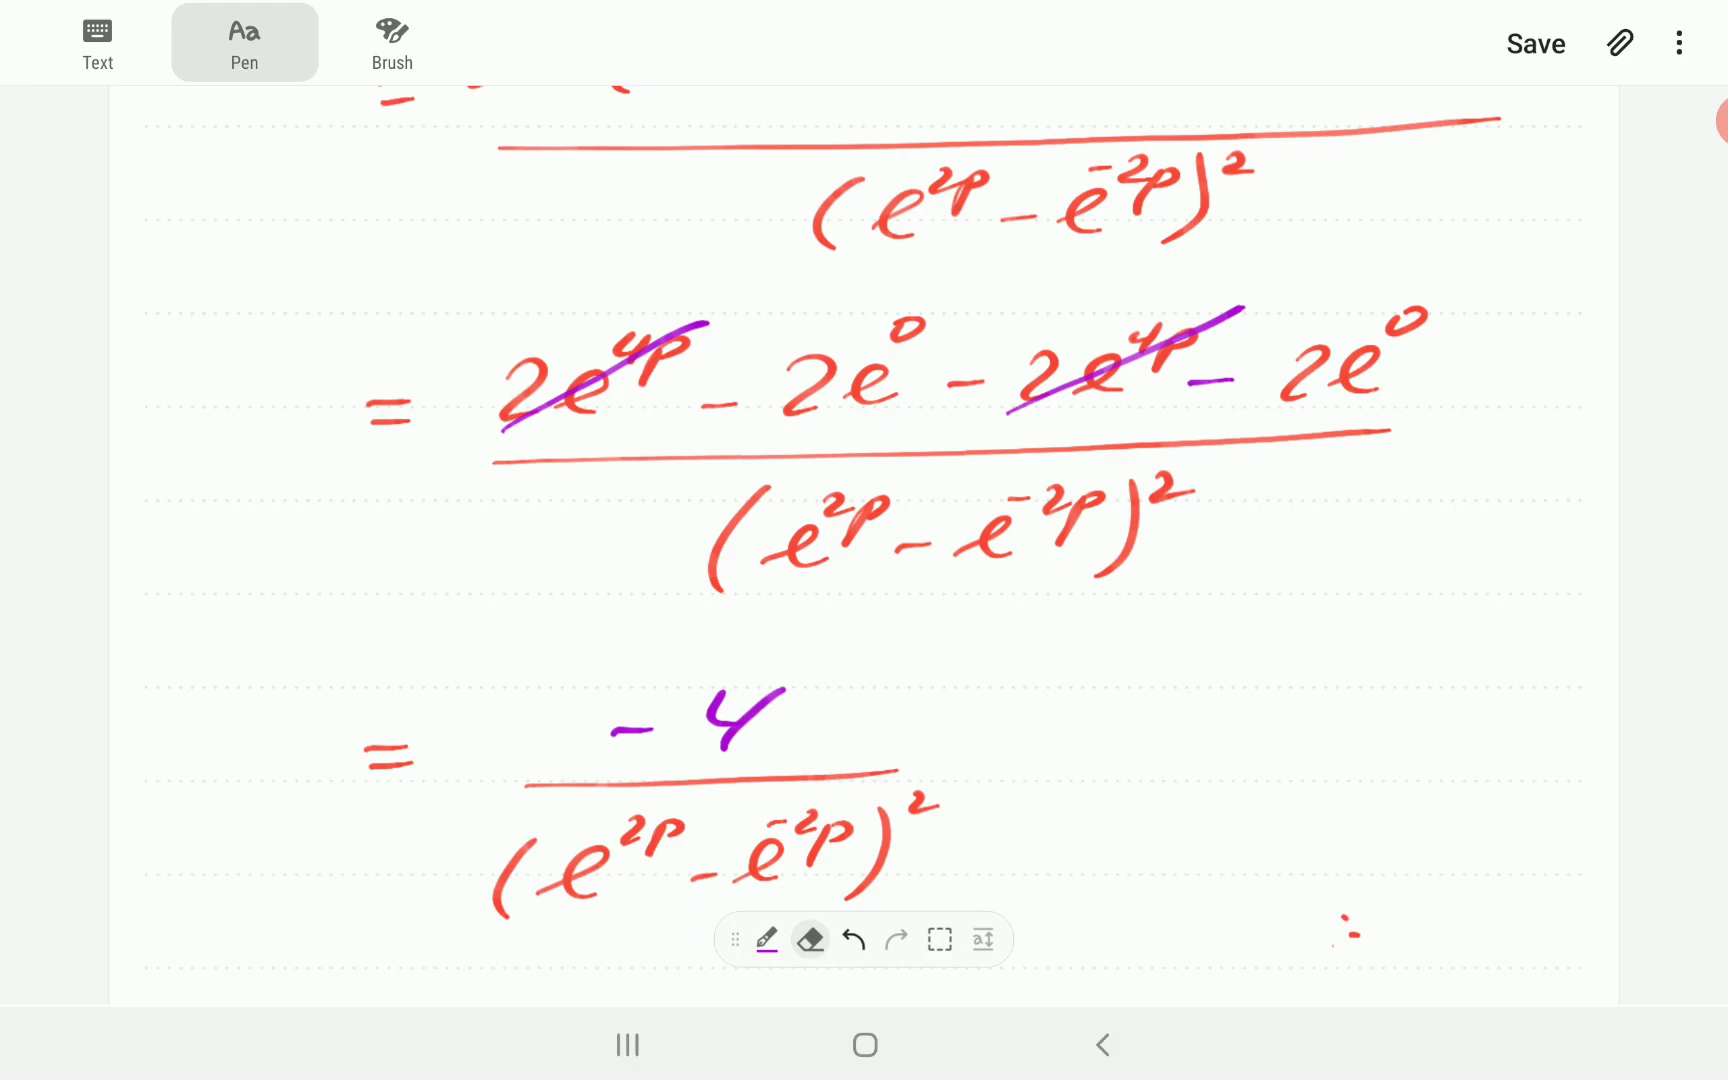 Text Pen Brush Save
=
(e^2p - e^-2p)^2
= 2e^4p - 2e^0 - 2e^4p - 2e^0
(e^2p - e^-2p)^2
= - 4
(e^2p - e^-2p)^2